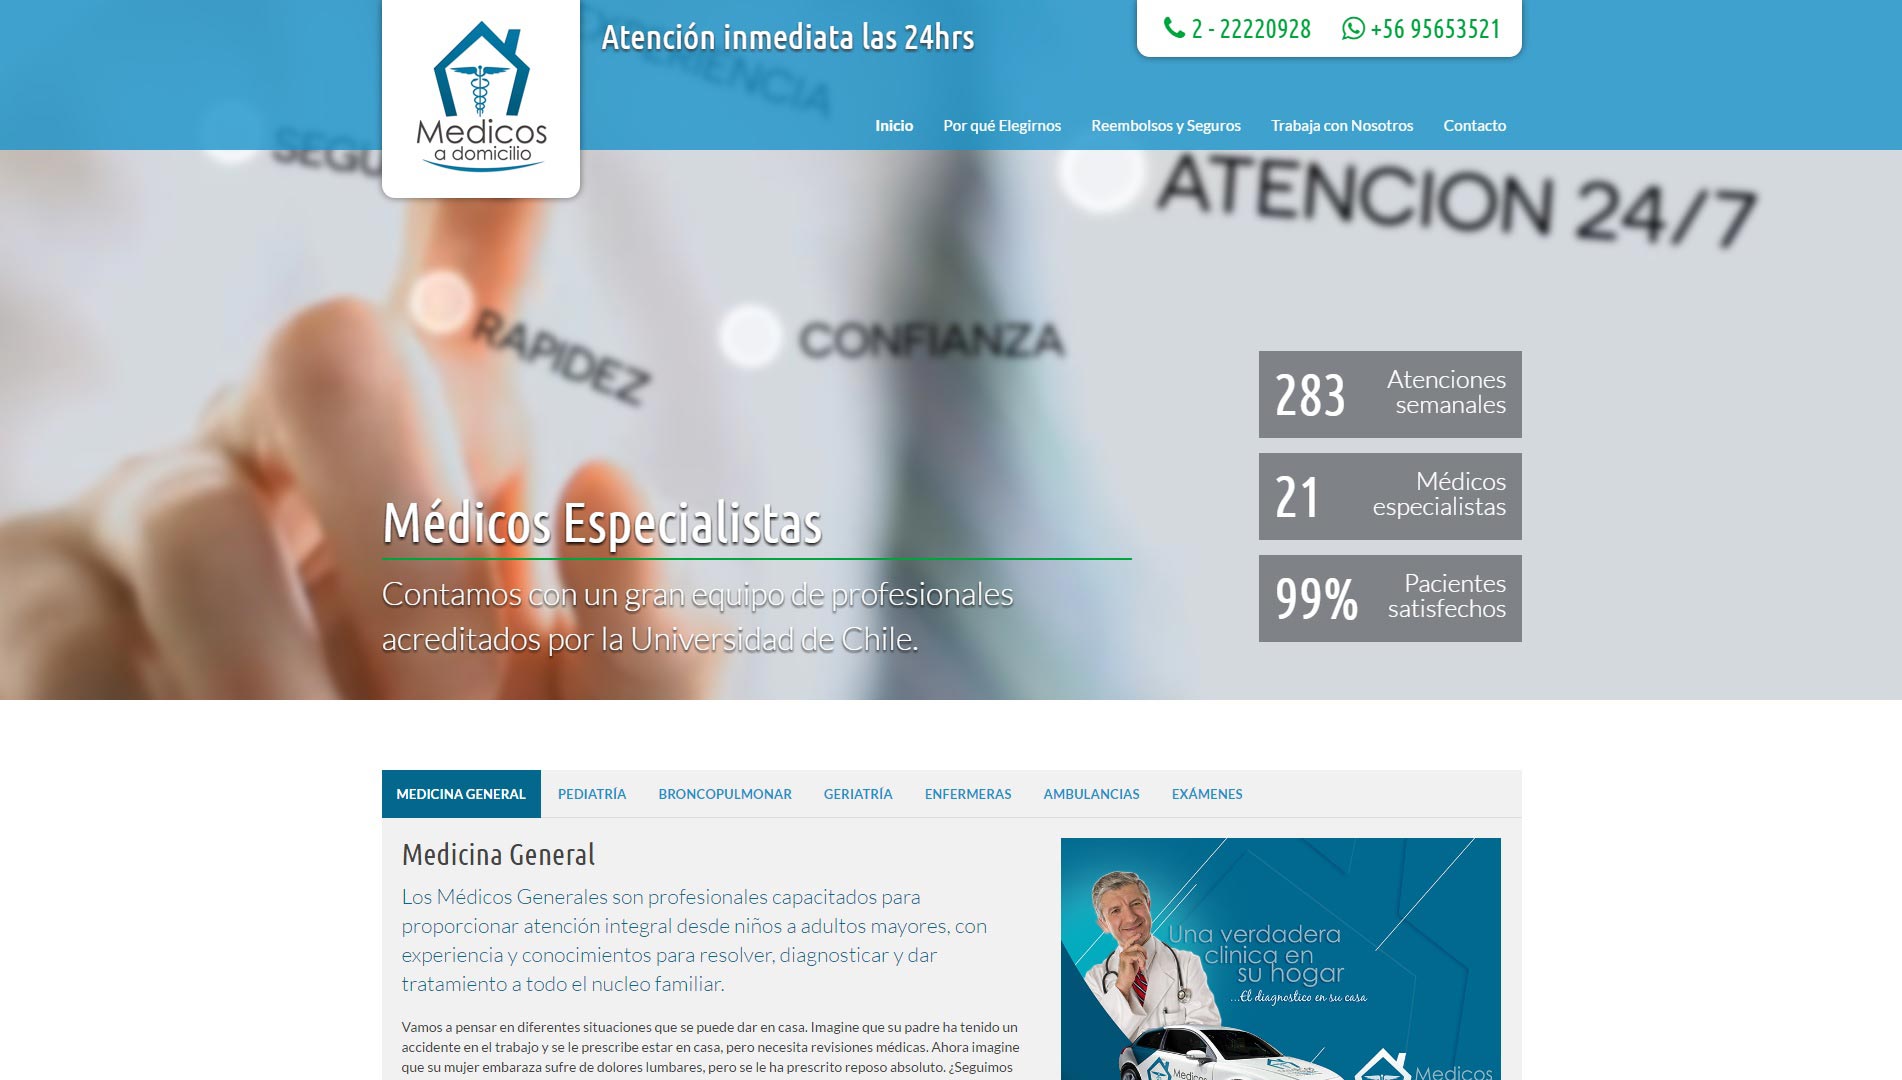 Medicos
a domicilio
Atención inmediata las 24hrs
2 - 22220928
+56 95653521
Inicio
Por qué Elegirnos
Reembolsos y Seguros
Trabaja con Nosotros
Contacto
EXPERIENCIA
ATENCION 24/7
RAPIDEZ
CONFIANZA
283
Atenciones
semanales
21
Médicos
especialistas
99%
Pacientes
satisfechos
Médicos Especialistas
Contamos con un gran equipo de profesionales
acreditados por la Universidad de Chile.
MEDICINA GENERAL
PEDIATRÍA
BRONCOPULMONAR
GERIATRÍA
ENFERMERAS
AMBULANCIAS
EXÁMENES
Medicina General
Los Médicos Generales son profesionales capacitados para
proporcionar atención integral desde niños a adultos mayores, con
experiencia y conocimientos para resolver, diagnosticar y dar
tratamiento a todo el nucleo familiar.
Vamos a pensar en diferentes situaciones que se puede dar en casa. Imagine que su padre ha tenido un
accidente en el trabajo y se le prescribe estar en casa, pero necesita revisiones médicas. Ahora imagine
que su mujer embaraza sufre de dolores lumbares, pero se le ha prescrito reposo absoluto. ¿Seguimos
Una verdadera
clinica en
su hogar
...El diagnostico en su casa
Medicos
Medicos